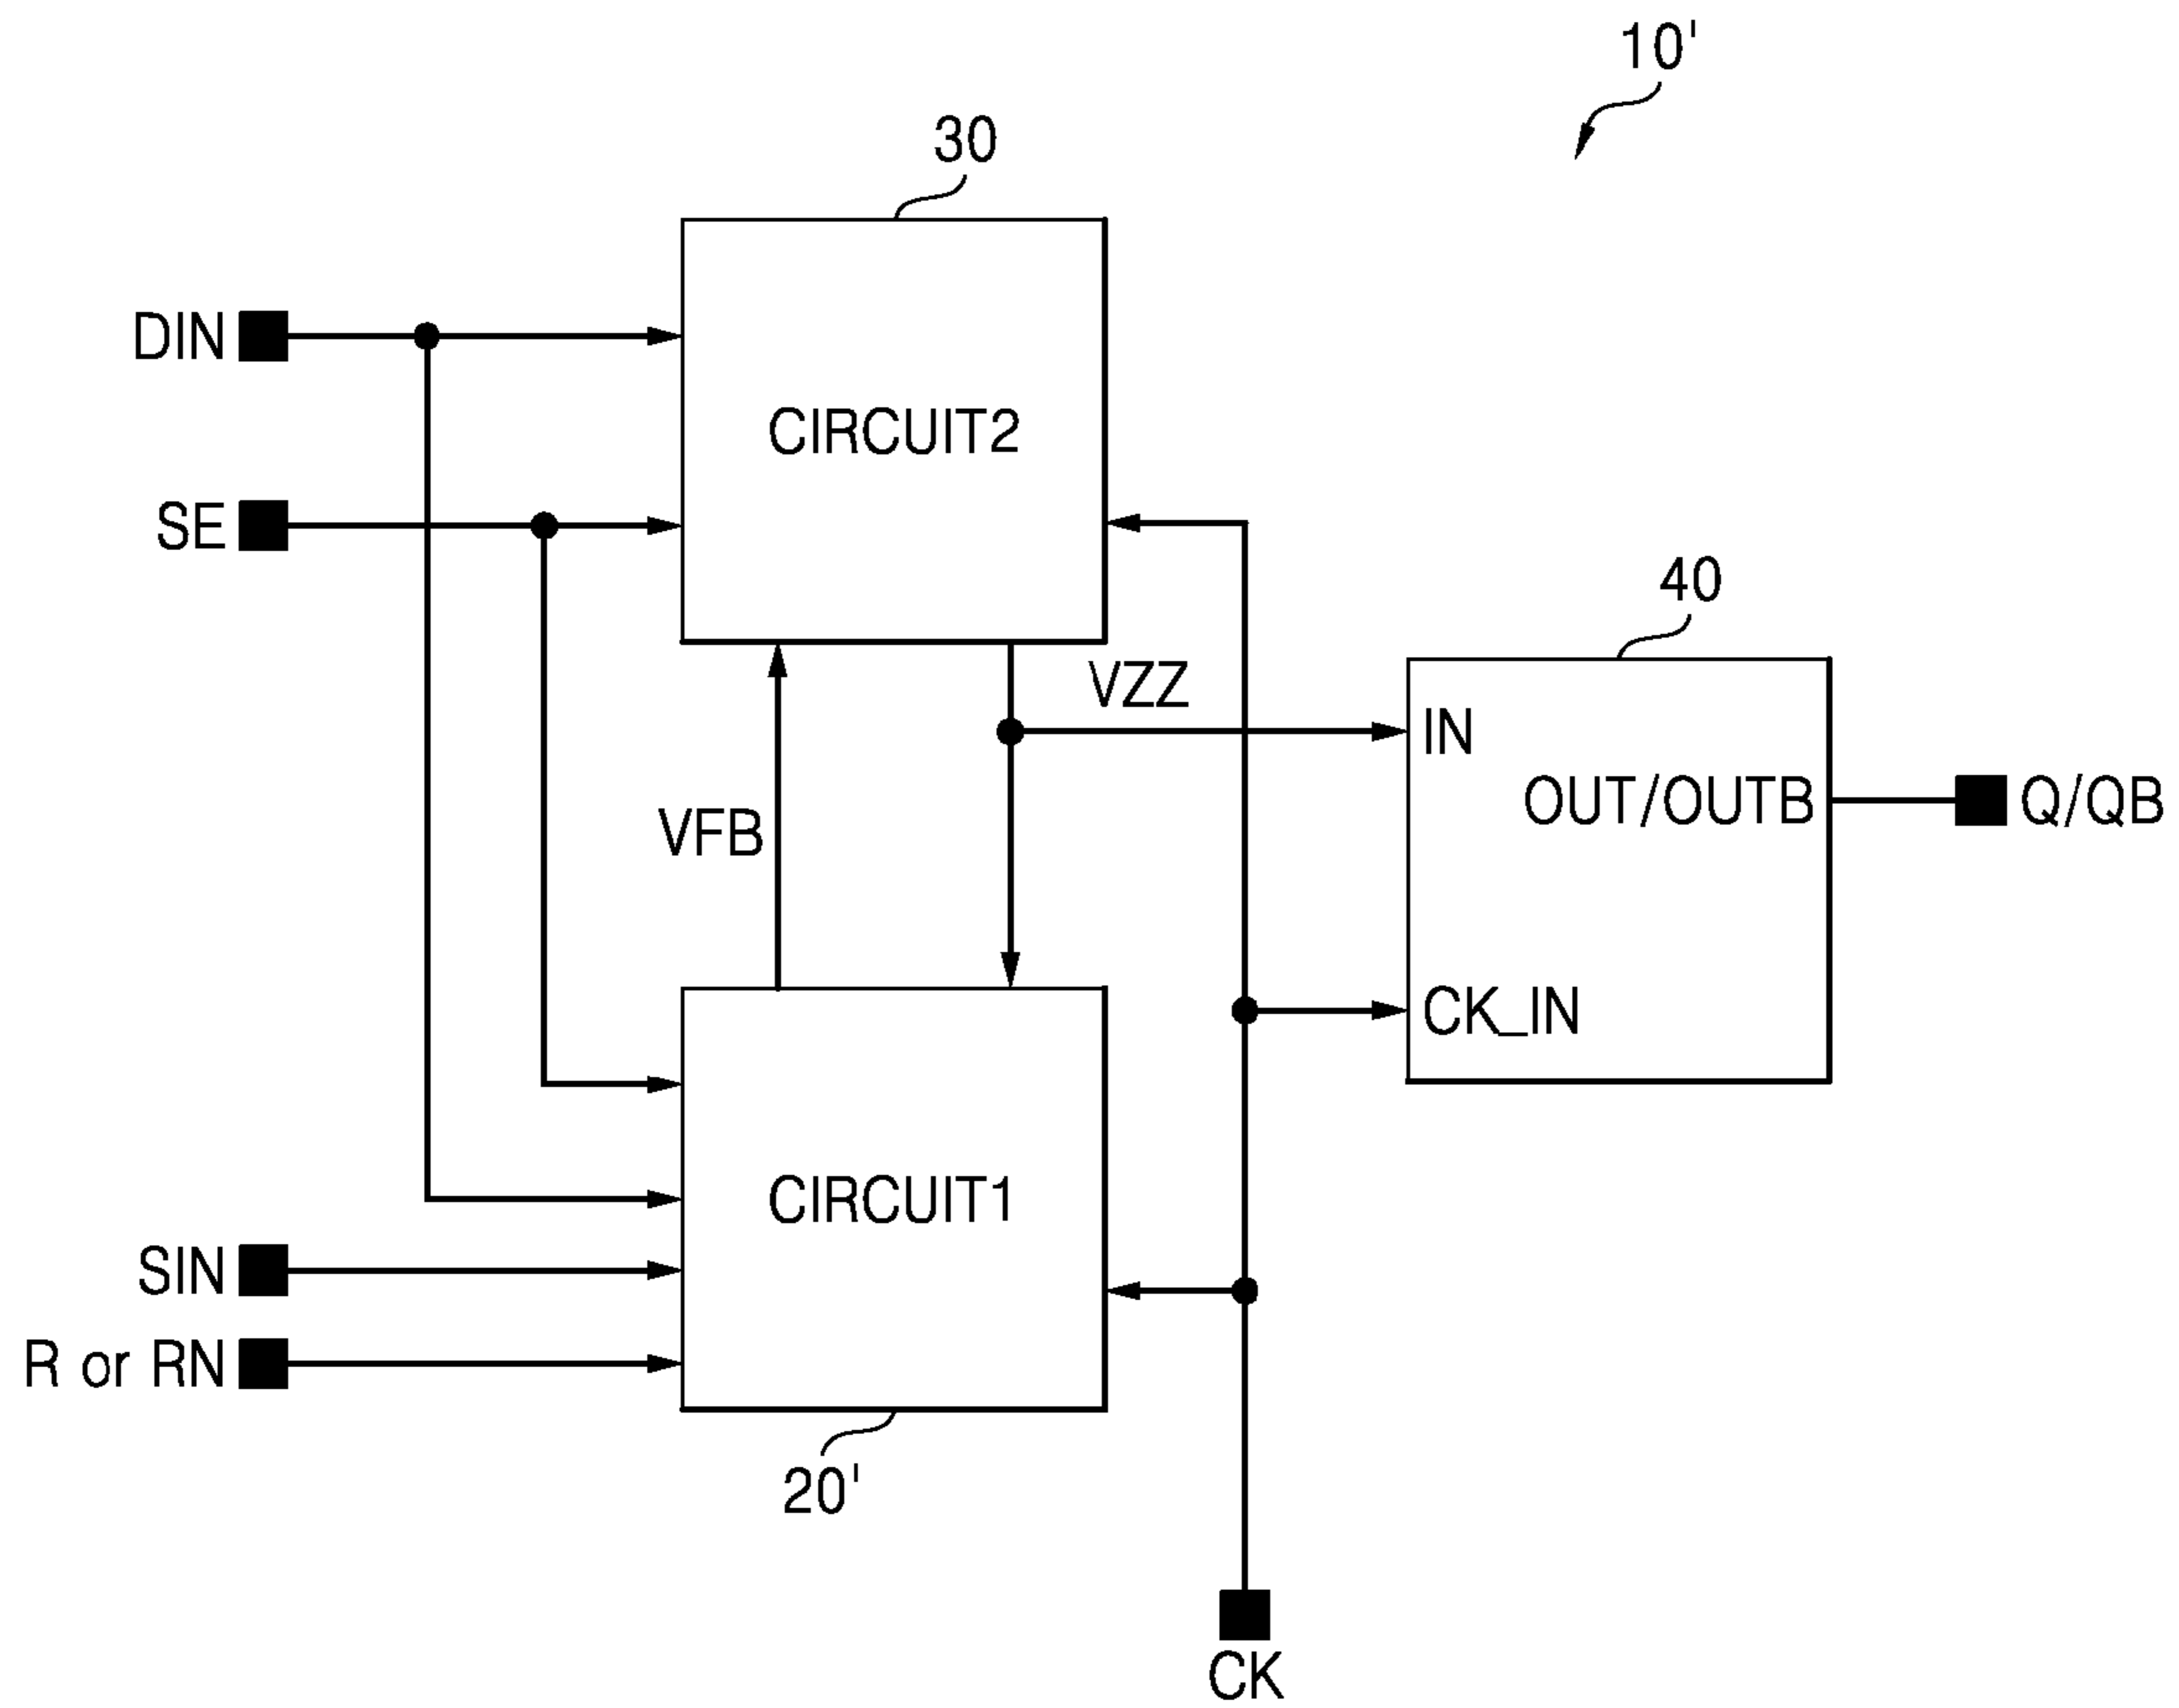 10'
30
DIN
CIRCUIT2
SE
40
VZZ
IN
OUT/OUTB
Q/QB
VFB
CK_IN
CIRCUIT1
SIN
R or RN
20'
CK